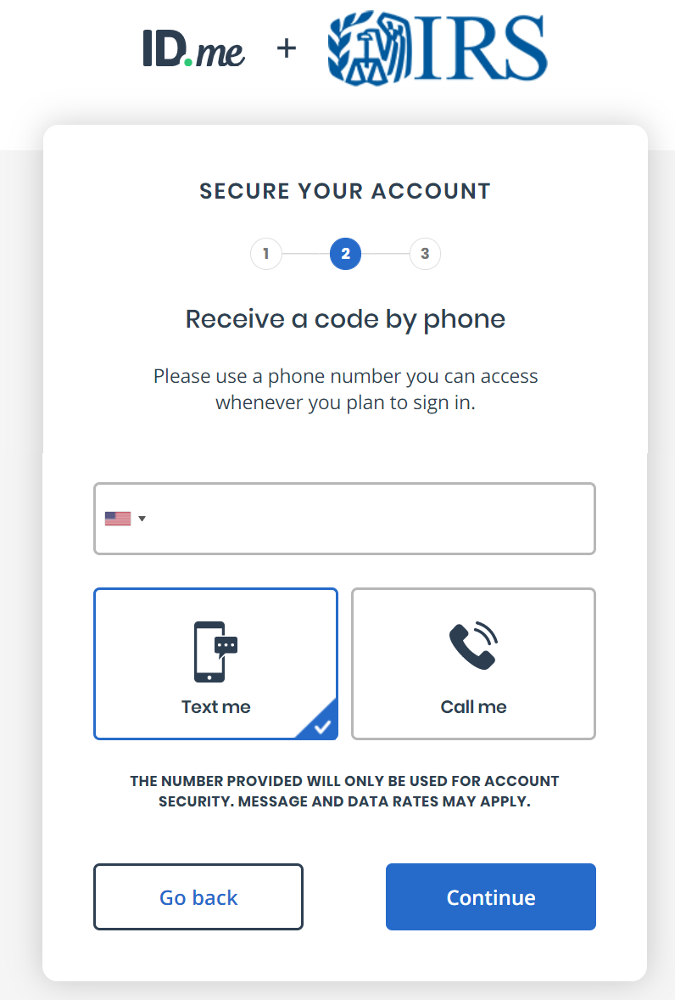 ID.me + IRS
SECURE YOUR ACCOUNT
1 2 3
Receive a code by phone
Please use a phone number you can access
whenever you plan to sign in.
Text me Call me
THE NUMBER PROVIDED WILL ONLY BE USED FOR ACCOUNT
SECURITY. MESSAGE AND DATA RATES MAY APPLY.
Go back Continue